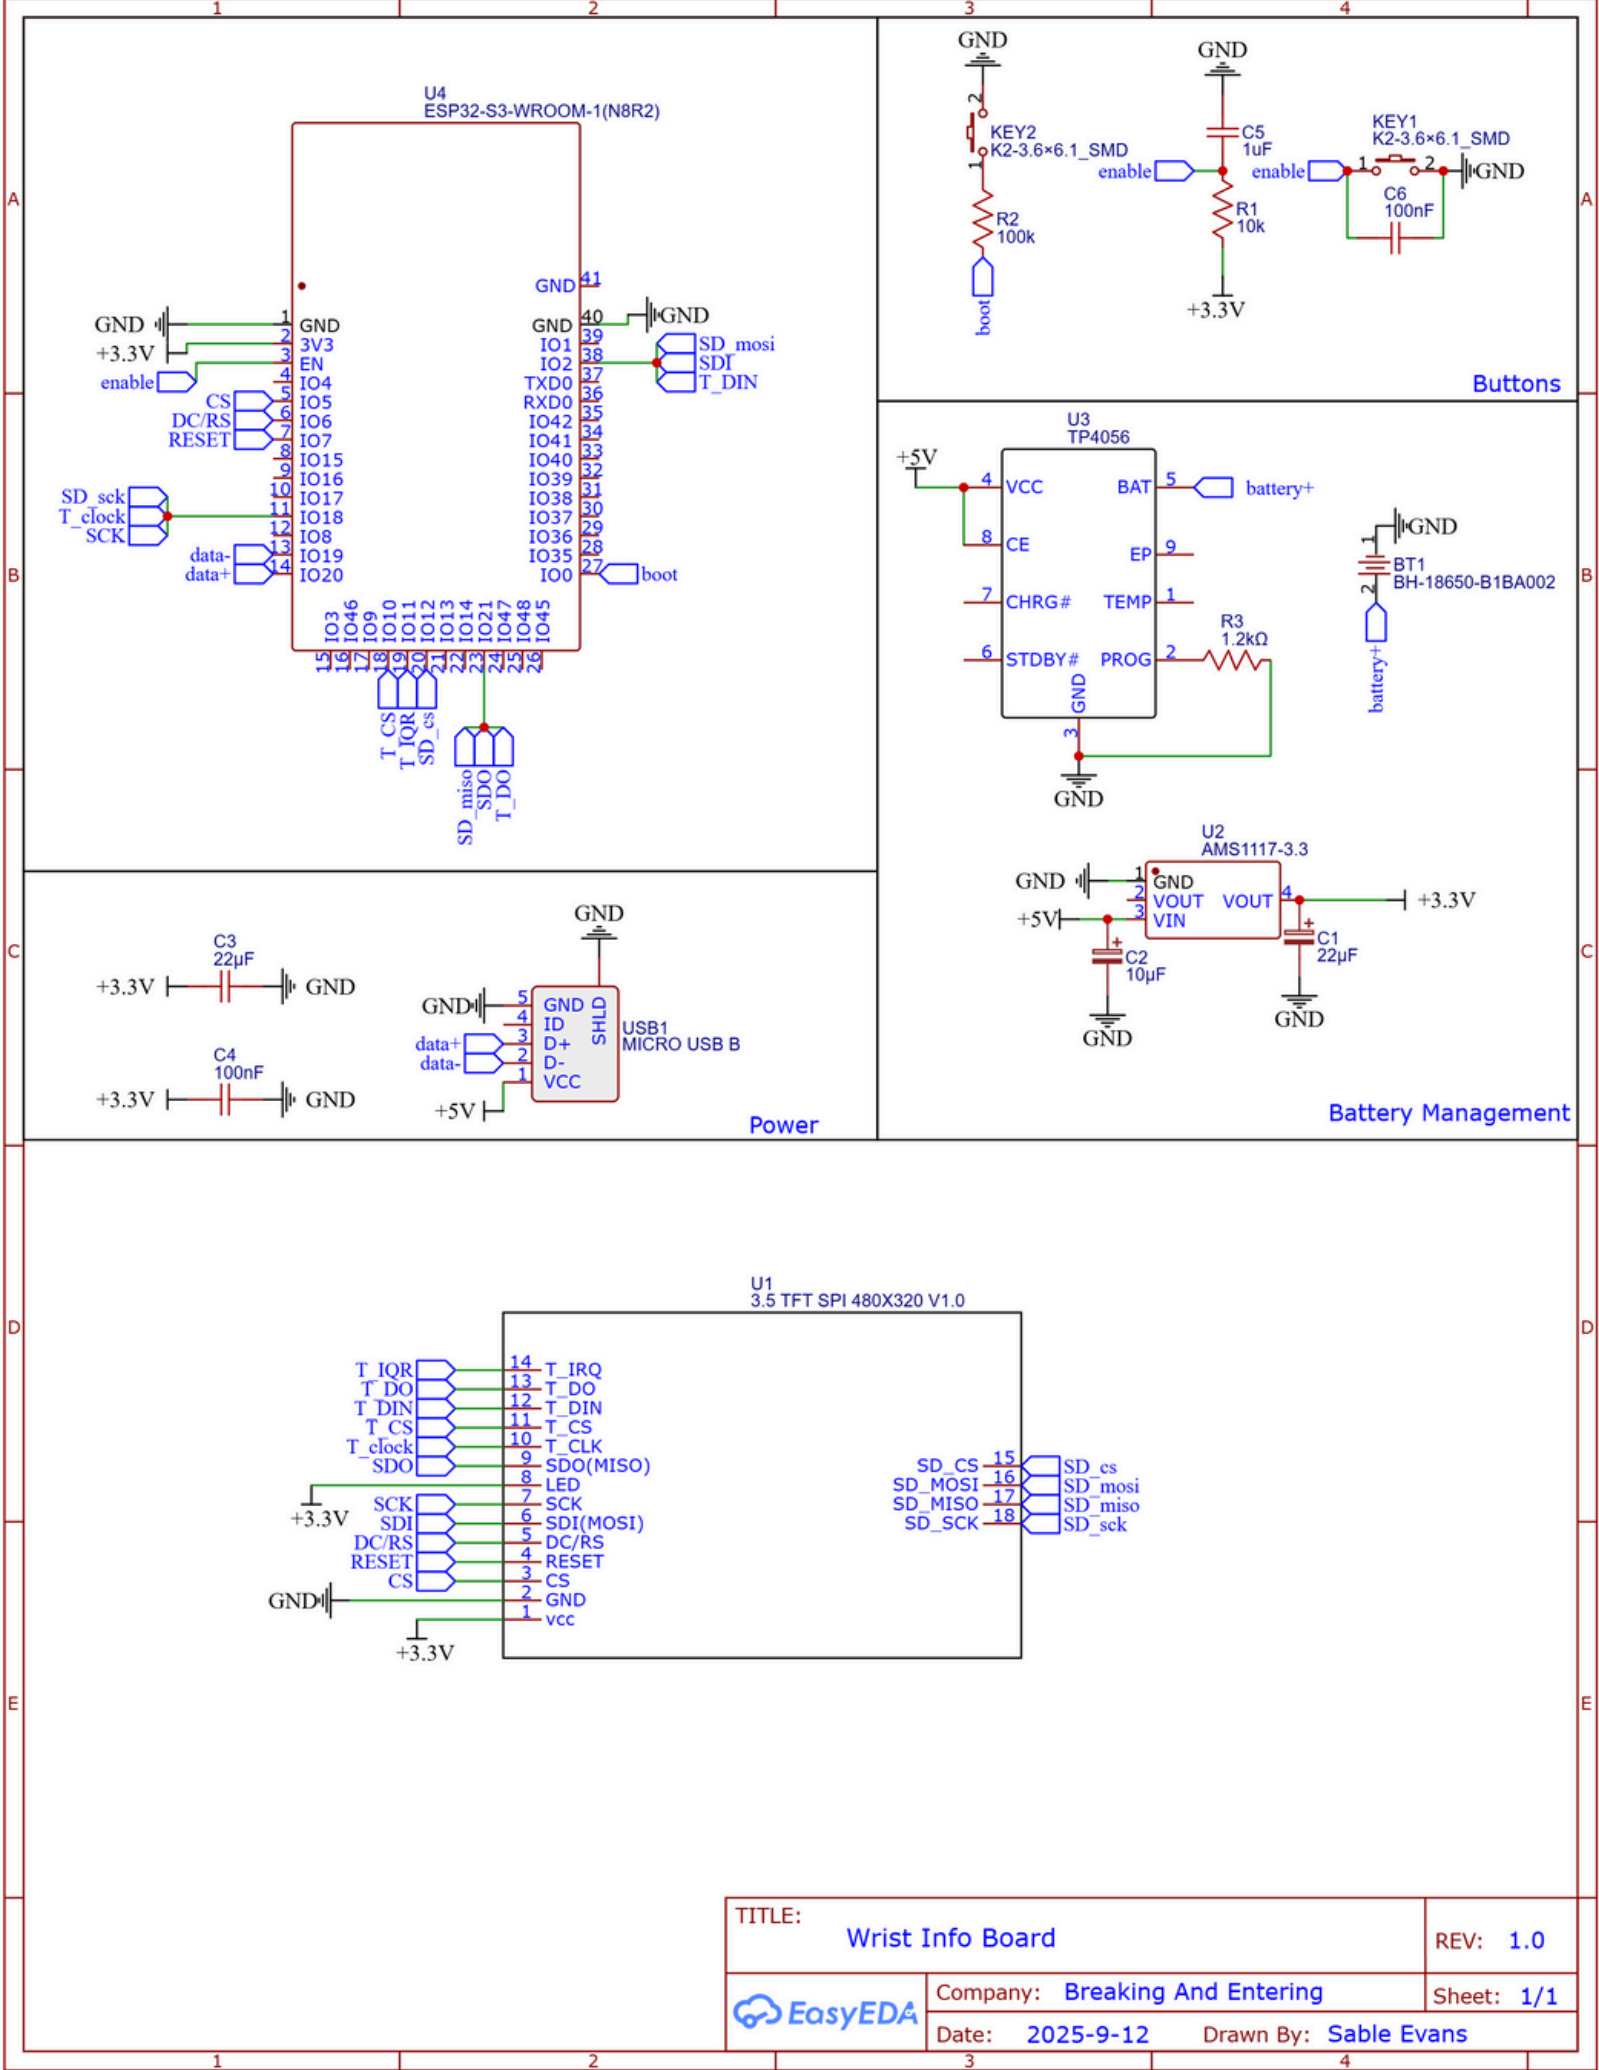 1 2 3 4
A
B
C
D
E
A
B
C
D
E
U4
ESP32-S3-WROOM-1(N8R2)
GND 41
GND 1 GND
GND 40 GND
+3.3V 2 3V3
IO1 39
SD_mosi
enable 3 EN
IO2 38
SDI
4 IO4
TXD0 37
T_DIN
CS 5 IO5
RXD0 36
DC/RS 6 IO6
IO42 35
RESET 7 IO7
IO41 34
8 IO15
IO40 33
9 IO16
IO39 32
SD_sck 10 IO17
IO38 31
T_clock 11 IO18
IO37 30
SCK 12 IO8
IO36 29
data- 13 IO19
IO35 28
data+ 14 IO20
IO0 27 boot
IO3 IO46 IO9 IO10 IO11 IO12 IO13 IO14 IO21 IO47 IO48 IO45
15 16 17 18 19 20 21 22 23 24 25 26
T_CS T_IQR SD_cs
SD_miso SDO T_DO
GND
2
KEY2
K2-3.6×6.1_SMD
1
R2
100k
boot
GND
C5
1uF
enable
R1
10k
+3.3V
KEY1
K2-3.6×6.1_SMD
enable 1 2 GND
C6
100nF
Buttons
U3
TP4056
+5V
4 VCC
BAT 5 battery+
8 CE
EP 9
7 CHRG#
TEMP 1
6 STDBY#
PROG 2
GND
3
GND
R3
1.2kΩ
GND
1
BT1
BH-18650-B1BA002
2
battery+
U2
AMS1117-3.3
GND 1 GND
2 VOUT VOUT 4 +3.3V
+5V 3 VIN
C2
10µF
GND
C1
22µF
GND
Battery Management
C3
22µF
+3.3V GND
C4
100nF
+3.3V GND
GND
GND 5 GND
4 ID
data+ 3 D+
data- 2 D-
+5V 1 VCC
SHLD
USB1
MICRO USB B
Power
U1
3.5 TFT SPI 480X320 V1.0
T_IQR 14 T_IRQ
T_DO 13 T_DO
T_DIN 12 T_DIN
T_CS 11 T_CS
T_clock 10 T_CLK
SDO 9 SDO(MISO)
+3.3V 8 LED
SCK 7 SCK
SDI 6 SDI(MOSI)
DC/RS 5 DC/RS
RESET 4 RESET
CS 3 CS
GND 2 GND
+3.3V 1 vcc
SD_CS 15 SD_cs
SD_MOSI 16 SD_mosi
SD_MISO 17 SD_miso
SD_SCK 18 SD_sck
TITLE:
Wrist Info Board
REV: 1.0
EasyEDA
Company: Breaking And Entering
Sheet: 1/1
Date: 2025-9-12 Drawn By: Sable Evans
1 2 3 4